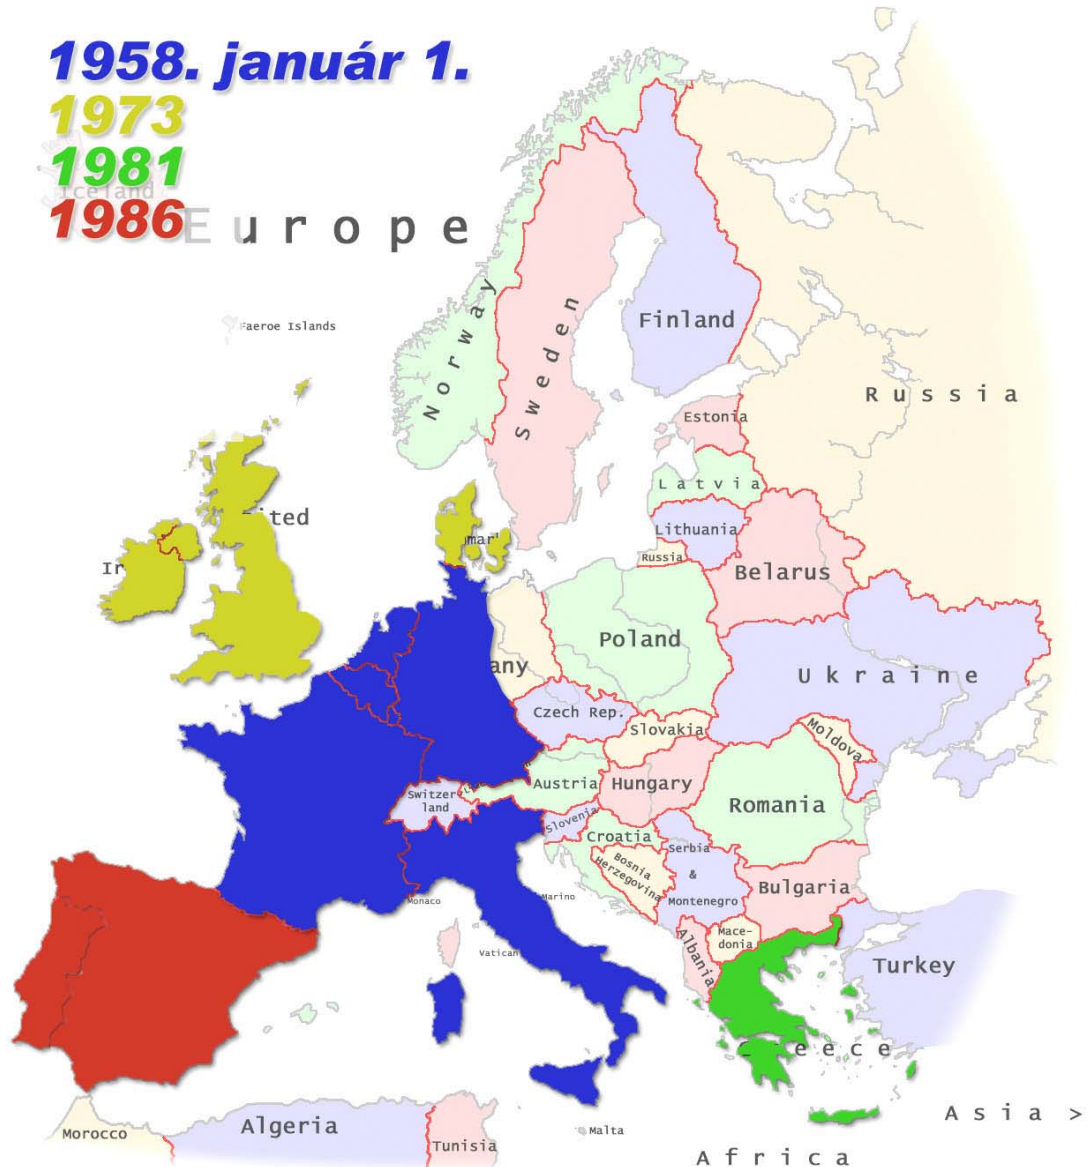 1958. január 1.
1973
1981
Iceland
1986
Europe
Faeroe Islands
Norway
Sweden
Finland
Russia
Estonia
Latvia
Lithuania
Russia
Belarus
Poland
Ukraine
Czech Rep.
Slovakia
Moldova
Austria
Hungary
Romania
Switzer-
land
Slovenia
Croatia
Bosnia
Herzegovina
Serbia
&
Montenegro
Bulgaria
Monaco
Marino
Vatican
Albania
Mace-
donia
Turkey
Malta
Morocco
Algeria
Tunisia
Africa
Asia >